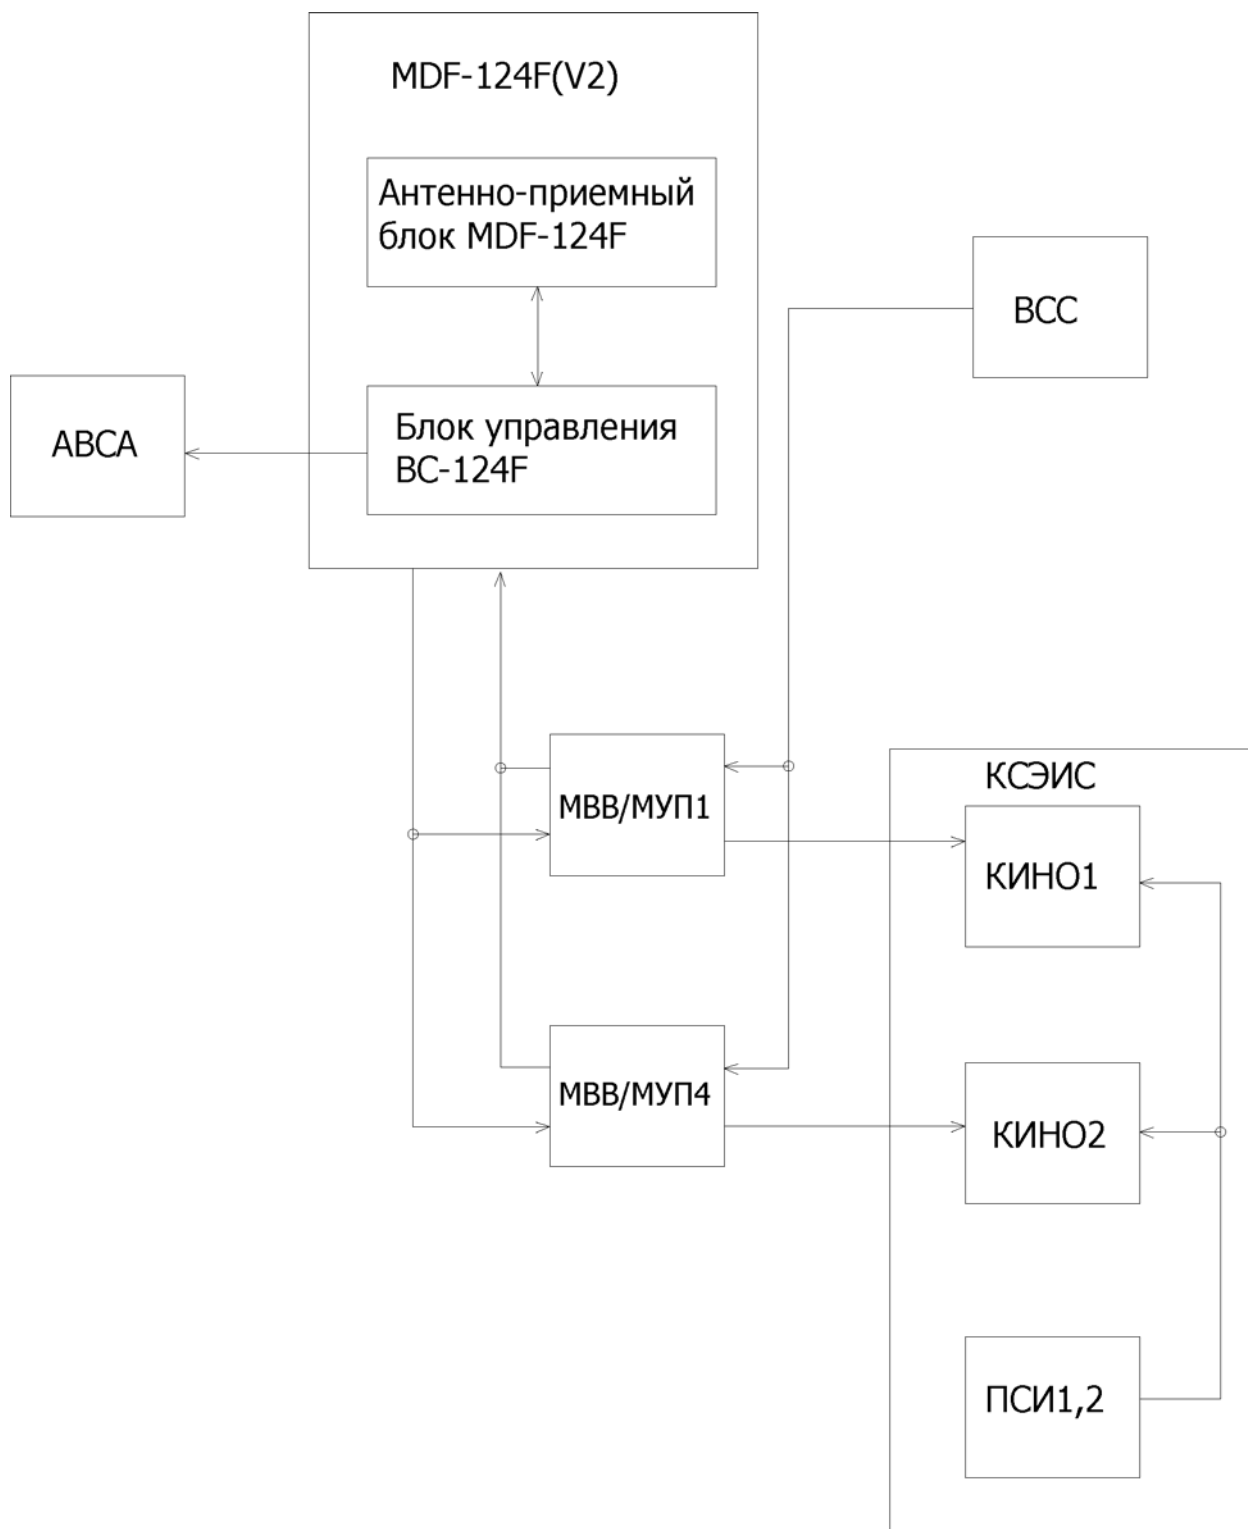 MDF-124F(V2)
Антенно-приемный
блок MDF-124F
ВСС
Блок управления
BC-124F
АВСА
МВВ/МУП1
КСЭИС
КИНО1
МВВ/МУП4
КИНО2
ПСИ1,2